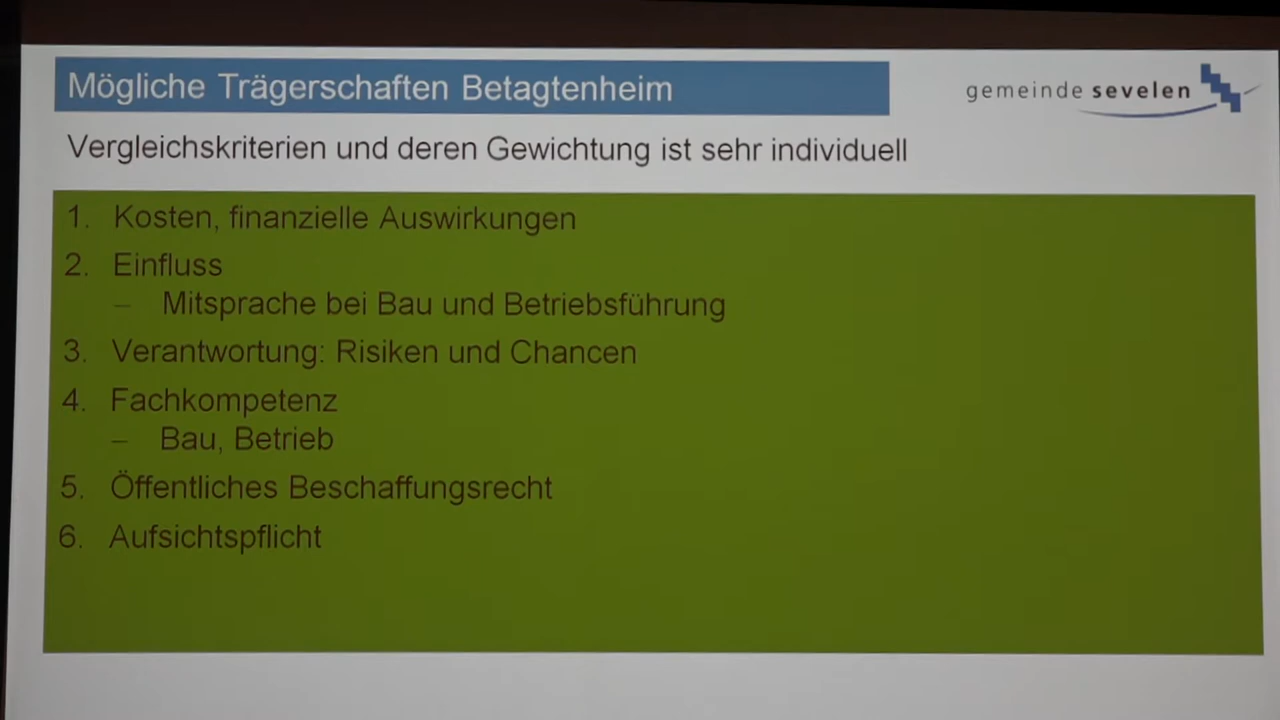 Mögliche Trägerschaften Betagtenheim
gemeinde sevelen
Vergleichskriterien und deren Gewichtung ist sehr individuell
1. Kosten, finanzielle Auswirkungen
2. Einfluss
– Mitsprache bei Bau und Betriebsführung
3. Verantwortung: Risiken und Chancen
4. Fachkompetenz
– Bau, Betrieb
5. Öffentliches Beschaffungsrecht
6. Aufsichtspflicht